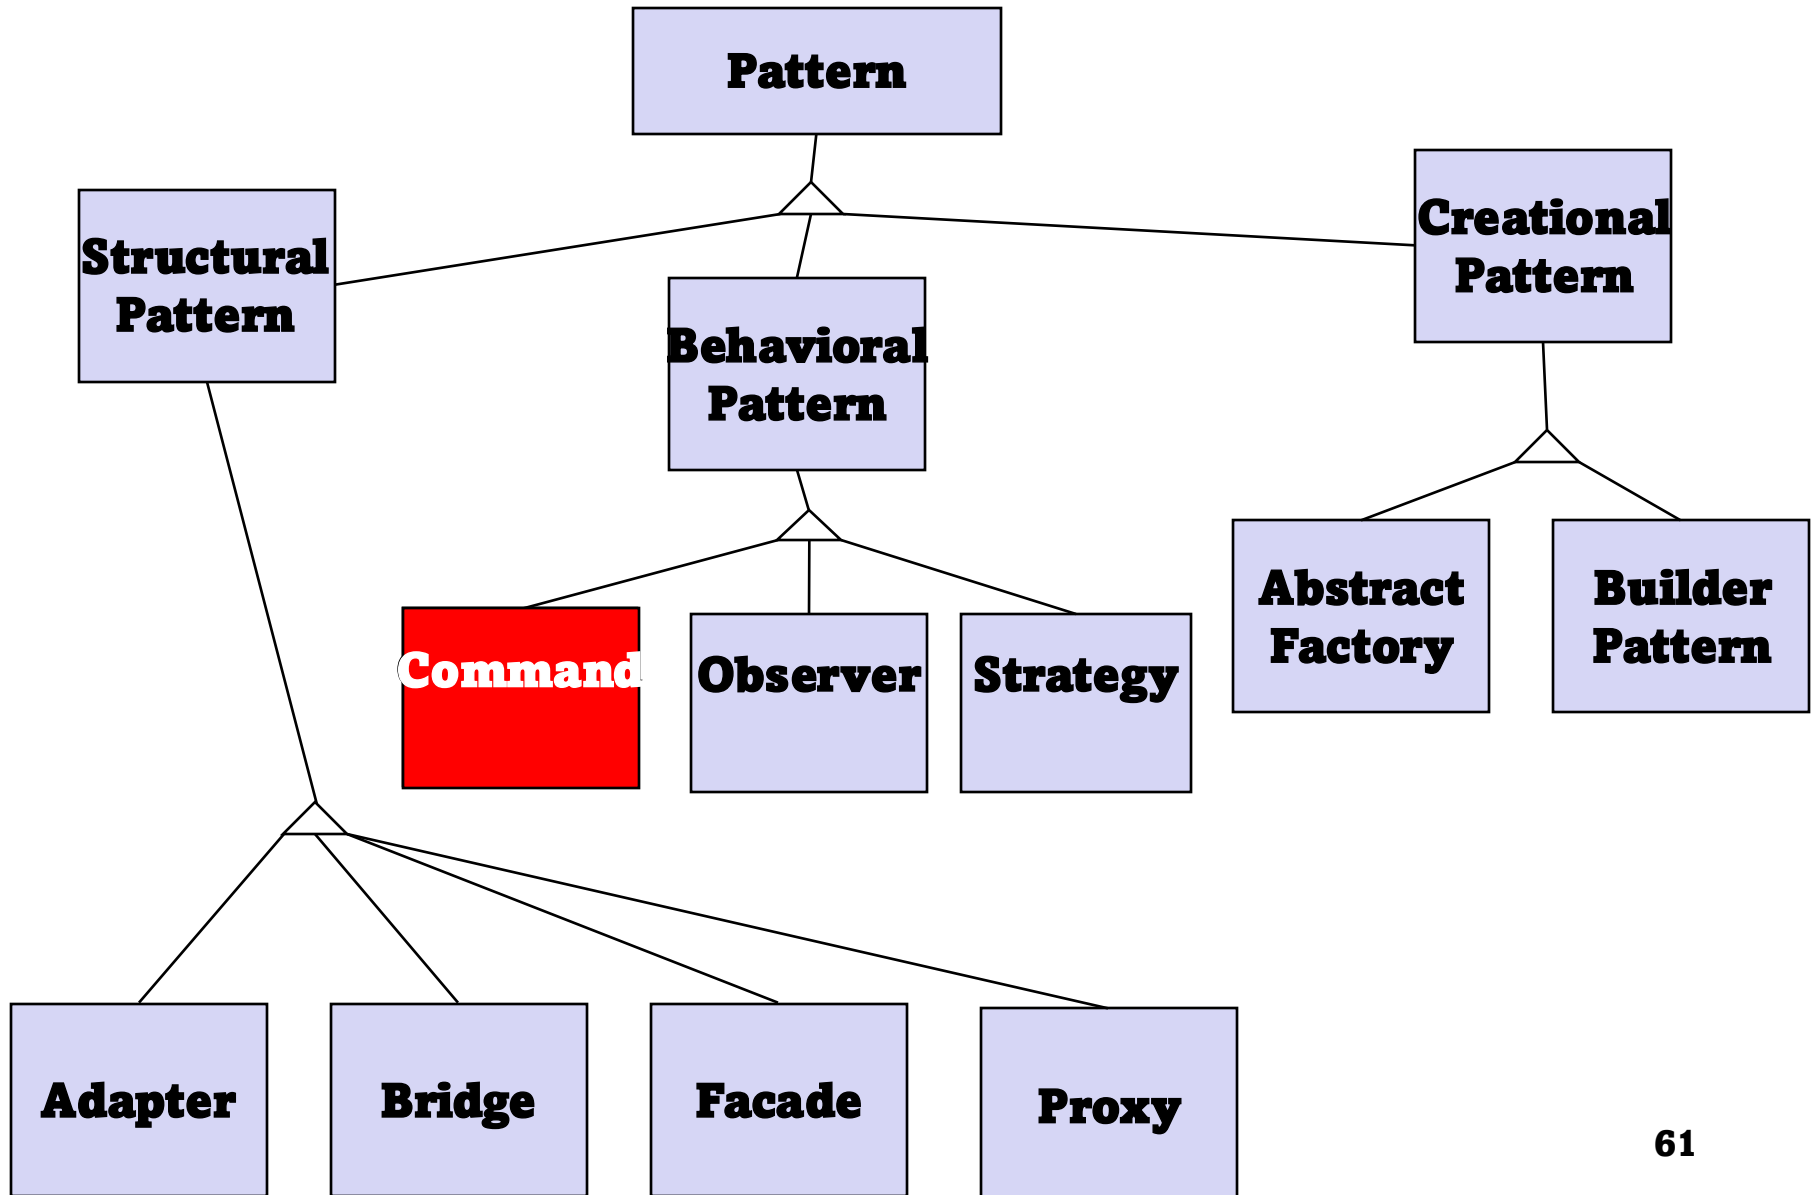 Pattern
Structural
Pattern
Behavioral
Pattern
Creational
Pattern
Command
Observer
Strategy
Abstract
Factory
Builder
Pattern
Adapter
Bridge
Facade
Proxy
61